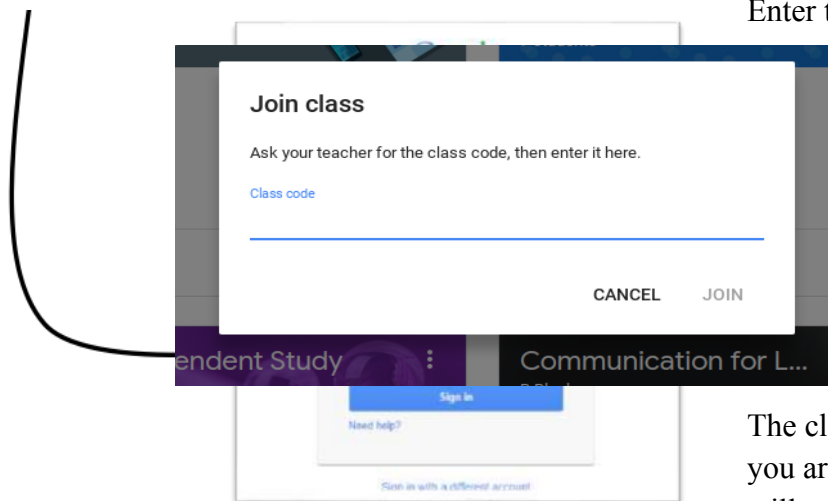 Enter t
Join class
Ask your teacher for the class code, then enter it here.
Class code
CANCEL JOIN
endent Study
Communication for L...
Sign in
Need help?
Sign in with a different account
The cl
you ar